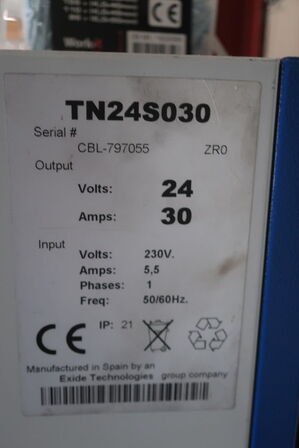 TN24S030
Serial #
CBL-797055 ZR0
Output
Volts: 24
Amps: 30
Input
Volts: 230V.
Amps: 5,5
Phases: 1
Freq: 50/60Hz.
CE IP: 21
Manufactured in Spain by an
Exide Technologies group company